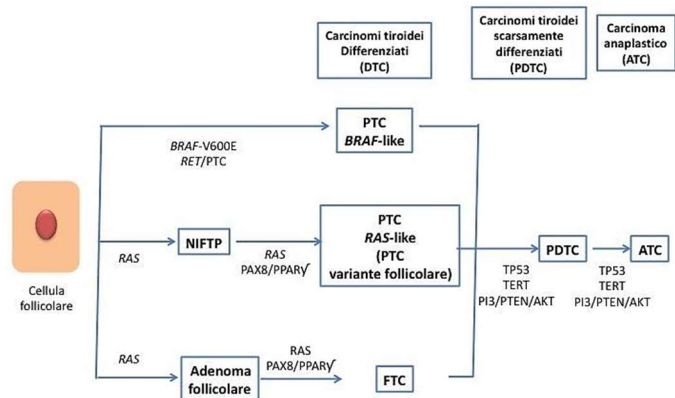 Carcinomi tiroidei
Differenziati
(DTC)
Carcinomi tiroidei
scarsamente
differenziati
(PDTC)
Carcinoma
anaplastico
(ATC)
PTC
BRAF-like
BRAF-V600E
RET/PTC
Cellula
follicolare
RAS
NIFTP
RAS
PAX8/PPARγ
PTC
RAS-like
(PTC
variante follicolare)
PDTC
ATC
TP53
TERT
PI3/PTEN/AKT
TP53
TERT
PI3/PTEN/AKT
RAS
Adenoma
follicolare
RAS
PAX8/PPARγ
FTC